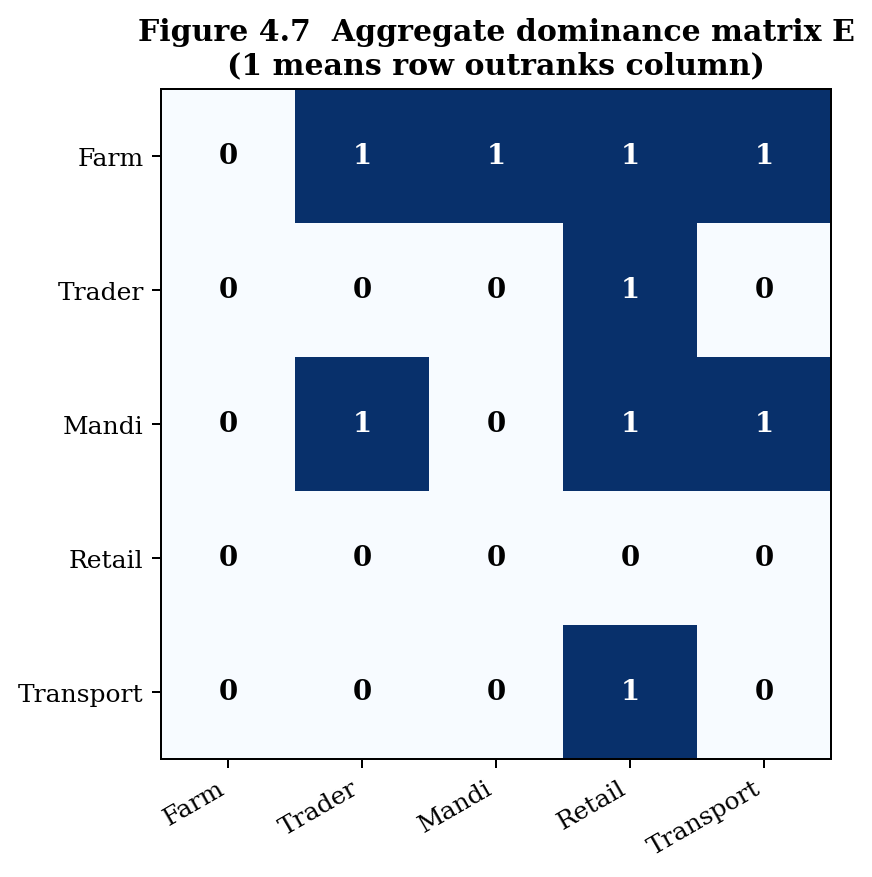 Figure 4.7  Aggregate dominance matrix E
(1 means row outranks column)
Farm 0 1 1 1 1
Trader 0 0 0 1 0
Mandi 0 1 0 1 1
Retail 0 0 0 0 0
Transport 0 0 0 1 0
Farm Trader Mandi Retail Transport